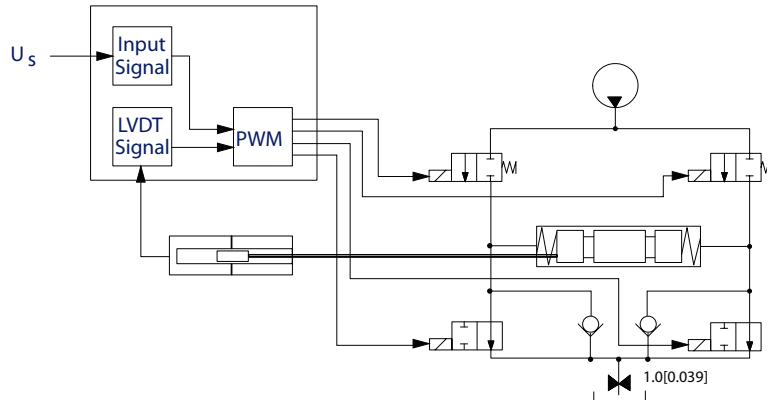 Input
Signal
U s
LVDT
Signal
PWM
1.0[0.039]